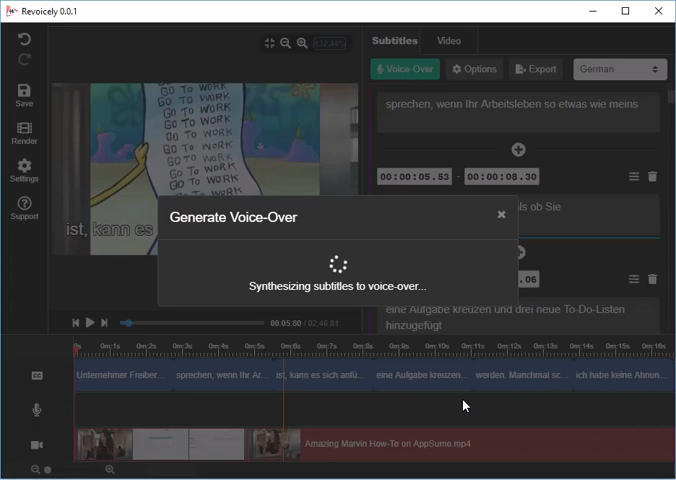 Revoicely 0.0.1
132.44%
Subtitles
Video
Voice-Over
Options
Export
German
Save
Render
Settings
Support
GO TO WORK
GO TO WORK
GO TO WORK
GO TO WORK
GO TO WORK
GO TO WORK
GO TO WORK
GO TO WORK
ist, kann es
sprechen, wenn Ihr Arbeitsleben so etwas wie meins
00:00:05.53 - 00:00:08.30
als ob Sie
.06
eine Aufgabe kreuzen und drei neue To-Do-Listen
hinzugefügt
Generate Voice-Over
Synthesizing subtitles to voice-over...
00:05.80 / 02:46.81
0s 0m:1s 0m:2s 0m:3s 0m:4s 0m:5s 0m:6s 0m:7s 0m:8s 0m:9s 0m:10s 0m:11s 0m:12s 0m:13s 0m:14s 0m:15s 0m:16s
CC
Unternehmer Freiber... sprechen, wenn Ihr Ar... ist, kann es sich anfü... eine Aufgabe kreuzen... werden. Manchmal sc... ich habe keine Ahnun...
Amazing Marvin How-To on AppSumo.mp4